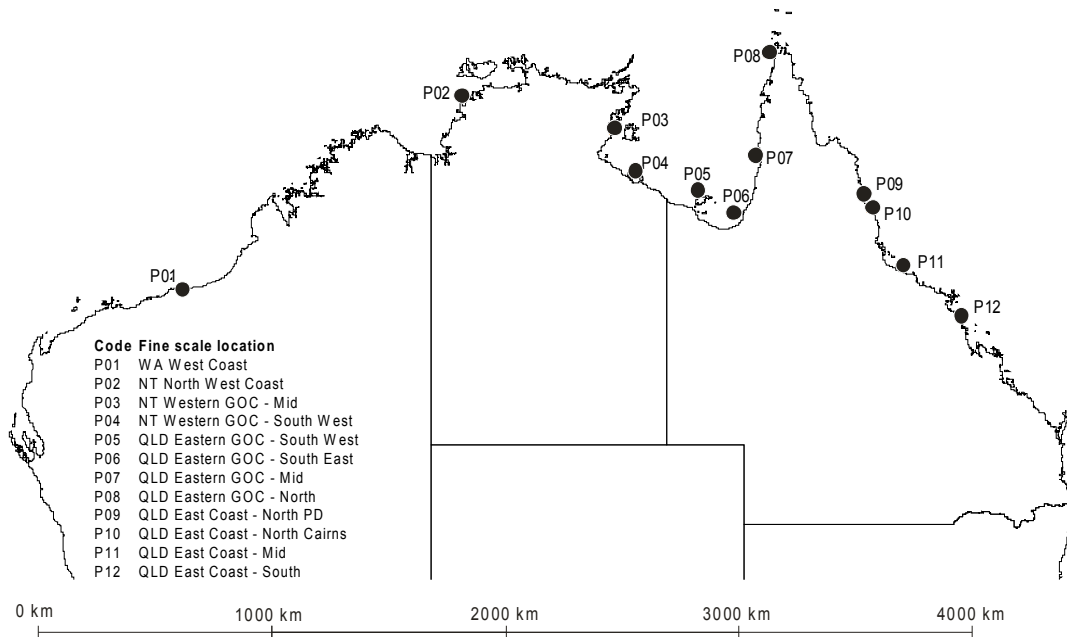 P08
P02
P03
P04
P07
P05
P06
P09
P10
P01
P11
P12
Code Fine scale location
P01 WA West Coast
P02 NT North West Coast
P03 NT Western GOC - Mid
P04 NT Western GOC - South West
P05 QLD Eastern GOC - South West
P06 QLD Eastern GOC - South East
P07 QLD Eastern GOC - Mid
P08 QLD Eastern GOC - North
P09 QLD East Coast - North PD
P10 QLD East Coast - North Cairns
P11 QLD East Coast - Mid
P12 QLD East Coast - South
0 km 1000 km 2000 km 3000 km 4000 km